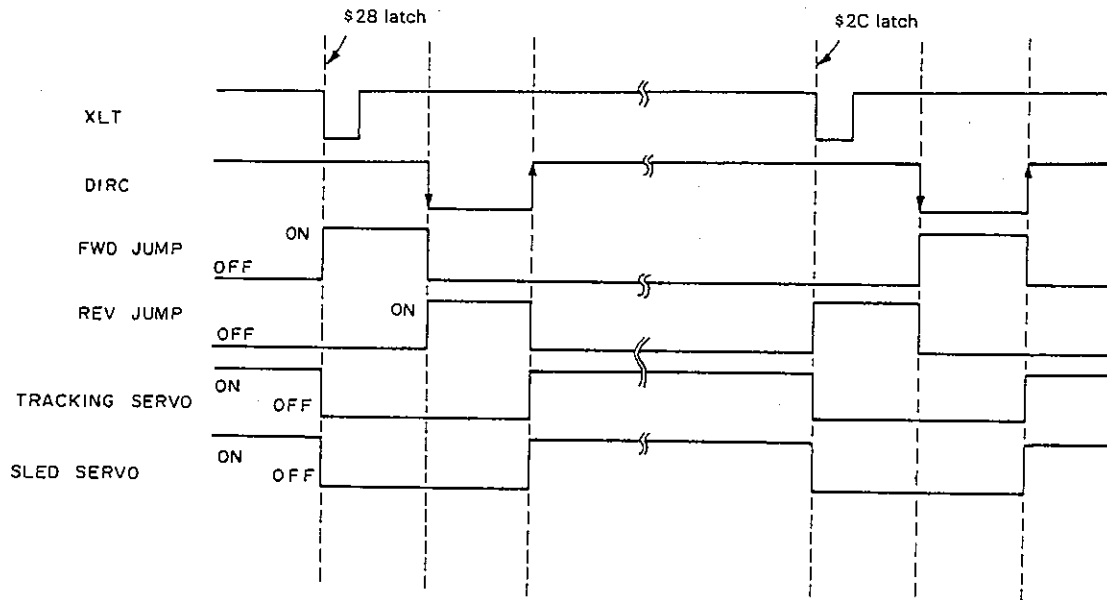 $28 latch
$2C latch
XLT
DIRC
ON
FWD JUMP
OFF
REV JUMP
ON
OFF
ON
TRACKING SERVO
OFF
ON
SLED SERVO
OFF